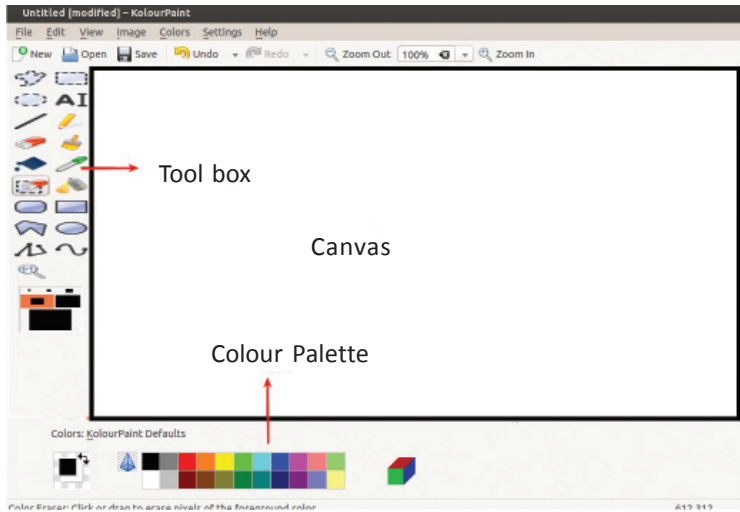 Untitled [modified] – KolourPaint
File Edit View Image Colors Settings Help
New Open Save Undo Redo Zoom Out 100% Zoom In
AI
Tool box
Canvas
Colour Palette
Colors: KolourPaint Defaults
Color Eraser: Click or drag to erase pixels of the foreground color
612,312